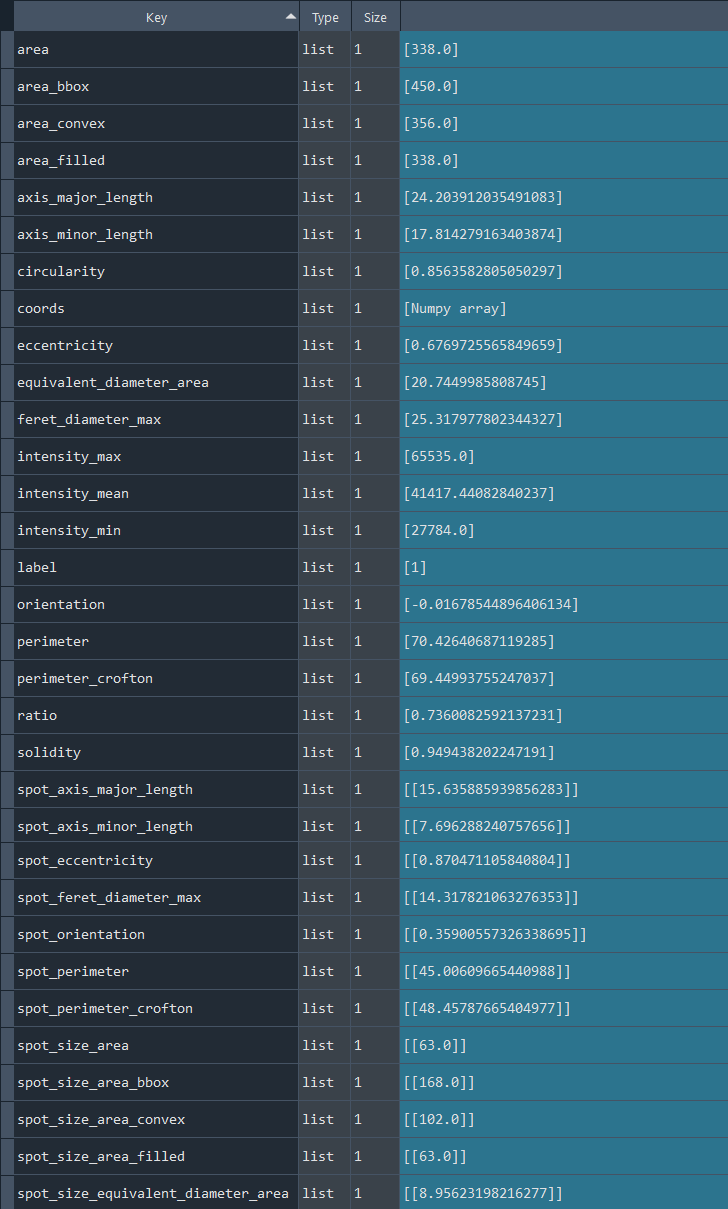 Key Type Size
area list 1 [338.0]
area_bbox list 1 [450.0]
area_convex list 1 [356.0]
area_filled list 1 [338.0]
axis_major_length list 1 [24.203912035491083]
axis_minor_length list 1 [17.814279163403874]
circularity list 1 [0.8563582805050297]
coords list 1 [Numpy array]
eccentricity list 1 [0.6769725565849659]
equivalent_diameter_area list 1 [20.7449985808745]
feret_diameter_max list 1 [25.317977802344327]
intensity_max list 1 [65535.0]
intensity_mean list 1 [41417.44082840237]
intensity_min list 1 [27784.0]
label list 1 [1]
orientation list 1 [-0.01678544896406134]
perimeter list 1 [70.42640687119285]
perimeter_crofton list 1 [69.44993755247037]
ratio list 1 [0.7360082592137231]
solidity list 1 [0.949438202247191]
spot_axis_major_length list 1 [[15.635885939856283]]
spot_axis_minor_length list 1 [[7.696288240757656]]
spot_eccentricity list 1 [[0.870471105840804]]
spot_feret_diameter_max list 1 [[14.317821063276353]]
spot_orientation list 1 [[0.35900557326338695]]
spot_perimeter list 1 [[45.00609665440988]]
spot_perimeter_crofton list 1 [[48.45787665404977]]
spot_size_area list 1 [[63.0]]
spot_size_area_bbox list 1 [[168.0]]
spot_size_area_convex list 1 [[102.0]]
spot_size_area_filled list 1 [[63.0]]
spot_size_equivalent_diameter_area list 1 [[8.95623198216277]]